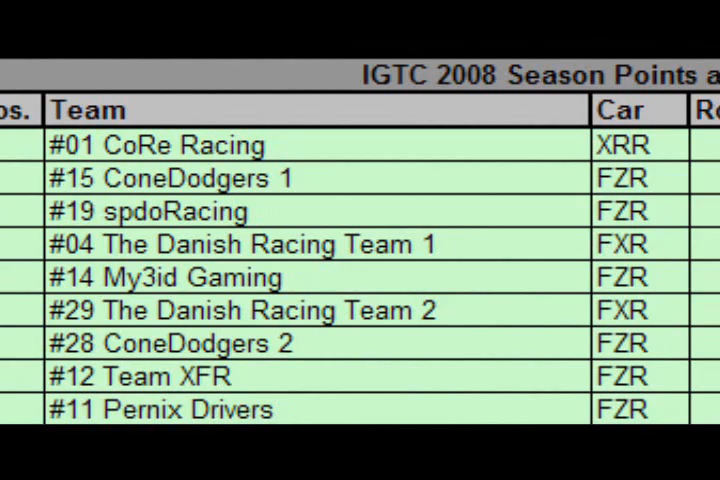 IGTC 2008 Season Points a
os. Team Car Ro
#01 CoRe Racing XRR
#15 ConeDodgers 1 FZR
#19 spdoRacing FZR
#04 The Danish Racing Team 1 FXR
#14 My3id Gaming FZR
#29 The Danish Racing Team 2 FXR
#28 ConeDodgers 2 FZR
#12 Team XFR FZR
#11 Pernix Drivers FZR